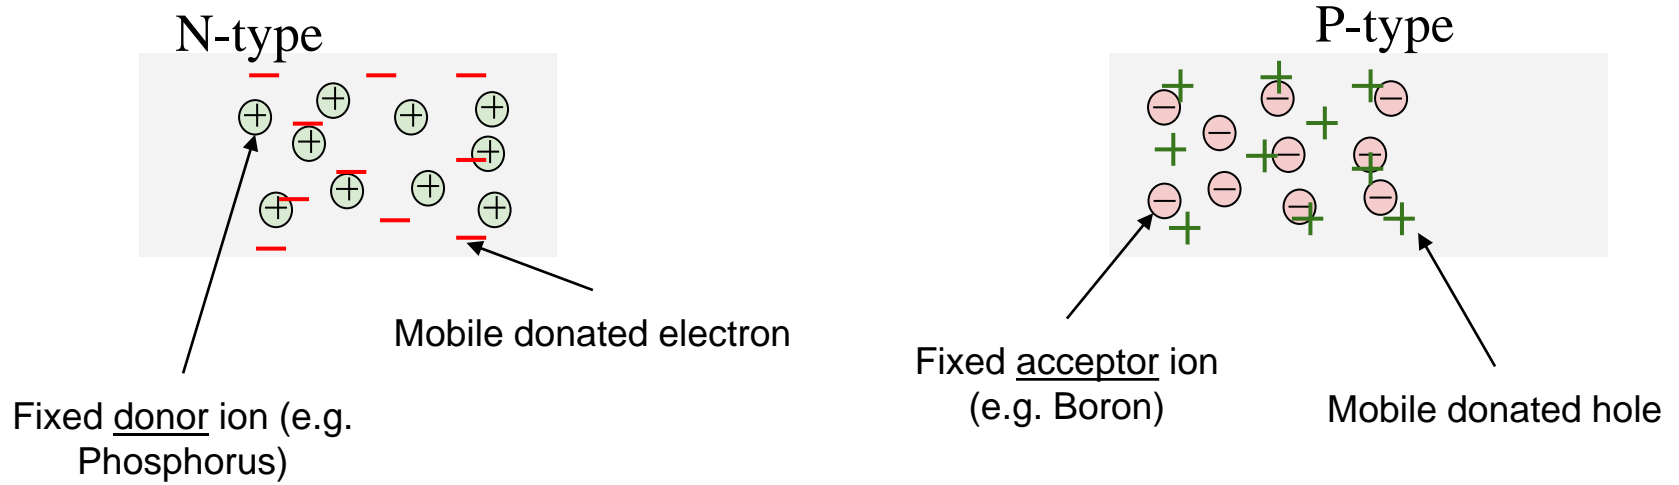 N-type
P-type
Mobile donated electron
Fixed donor ion (e.g.
Phosphorus)
Fixed acceptor ion
(e.g. Boron)
Mobile donated hole